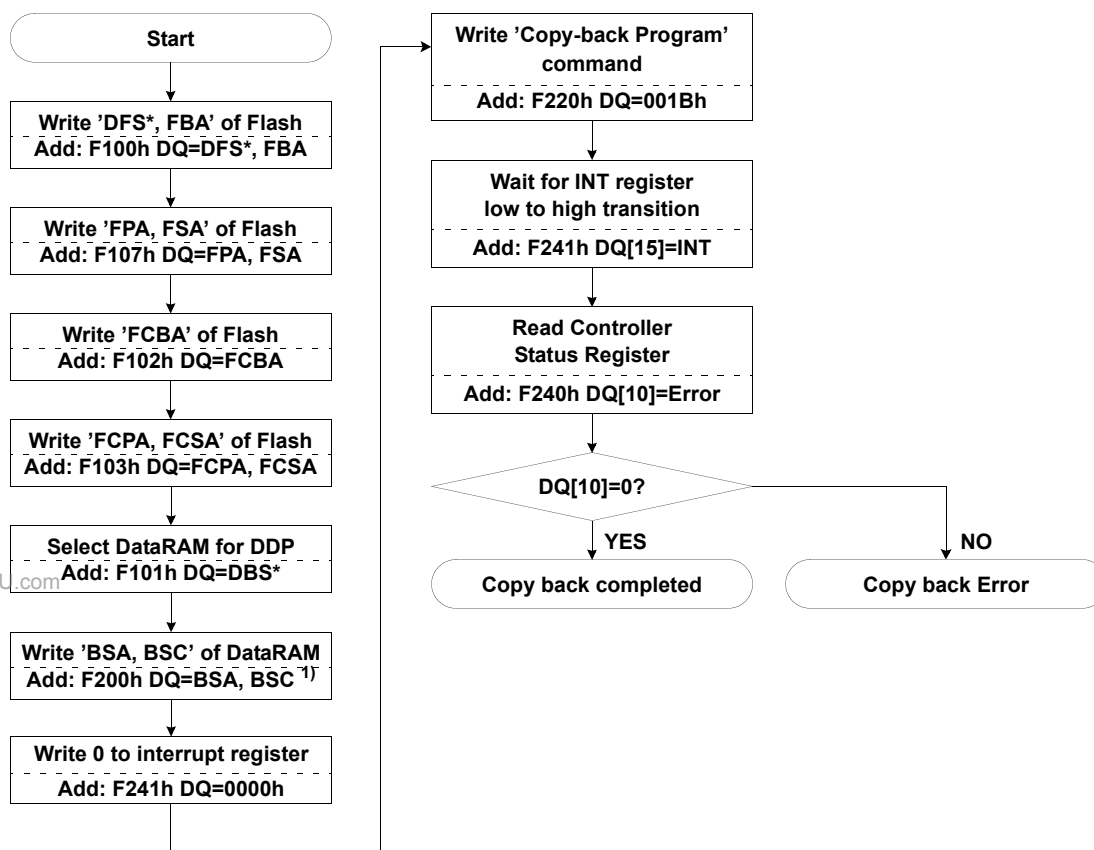 Start
Write ’DFS*, FBA’ of Flash
Add: F100h DQ=DFS*, FBA
Write ’FPA, FSA’ of Flash
Add: F107h DQ=FPA, FSA
Write ’FCBA’ of Flash
Add: F102h DQ=FCBA
Write ’FCPA, FCSA’ of Flash
Add: F103h DQ=FCPA, FCSA
Select DataRAM for DDP
Add: F101h DQ=DBS*
U.com
Write ’BSA, BSC’ of DataRAM
Add: F200h DQ=BSA, BSC 1)
Write 0 to interrupt register
Add: F241h DQ=0000h
Write ’Copy-back Program’
command
Add: F220h DQ=001Bh
Wait for INT register
low to high transition
Add: F241h DQ[15]=INT
Read Controller
Status Register
Add: F240h DQ[10]=Error
DQ[10]=0?
YES
NO
Copy back completed
Copy back Error